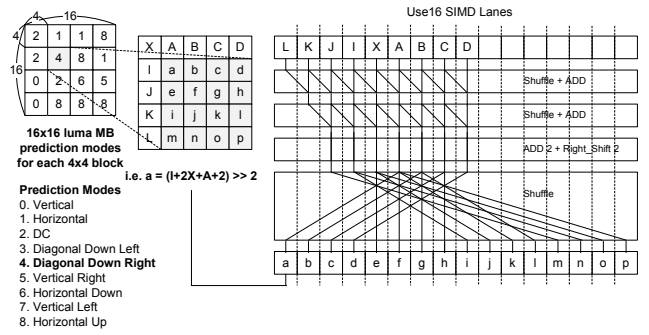 Use16 SIMD Lanes
4 16
2 1 1 8
2 4 8 1
0 2 6 5
0 8 8 8
16
16x16 luma MB
prediction modes
for each 4x4 block
X A B C D
I a b c d
J e f g h
K i j k l
L m n o p
i.e. a = (I+2X+A+2) >> 2
Prediction Modes
0. Vertical
1. Horizontal
2. DC
3. Diagonal Down Left
4. Diagonal Down Right
5. Vertical Right
6. Horizontal Down
7. Vertical Left
8. Horizontal Up
L K J I X A B C D
Shuffle + ADD
Shuffle + ADD
ADD 2 + Right_Shift 2
Shuffle
a b c d e f g h i j k l m n o p